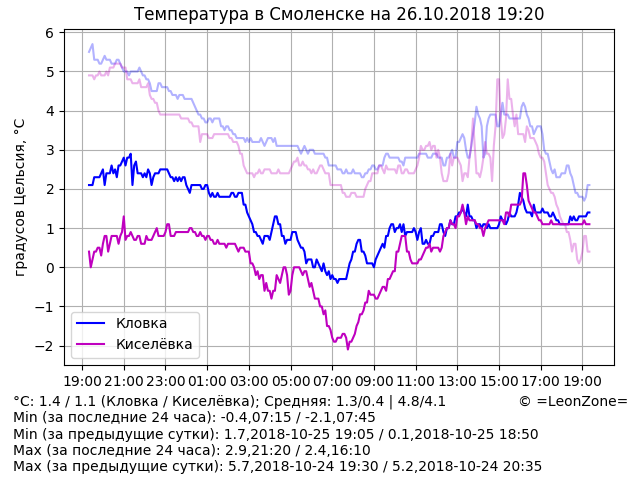 Температура в Смоленске на 26.10.2018 19:20
градусов Цельсия, °C
6
5
4
3
2
1
0
−1
−2
Кловка
Киселёвка
19:00 21:00 23:00 01:00 03:00 05:00 07:00 09:00 11:00 13:00 15:00 17:00 19:00
°C: 1.4 / 1.1 (Кловка / Киселёвка); Средняя: 1.3/0.4 | 4.8/4.1 © =LeonZone=
Min (за последние 24 часа): -0.4,07:15 / -2.1,07:45
Min (за предыдущие сутки): 1.7,2018-10-25 19:05 / 0.1,2018-10-25 18:50
Max (за последние 24 часа): 2.9,21:20 / 2.4,16:10
Max (за предыдущие сутки): 5.7,2018-10-24 19:30 / 5.2,2018-10-24 20:35